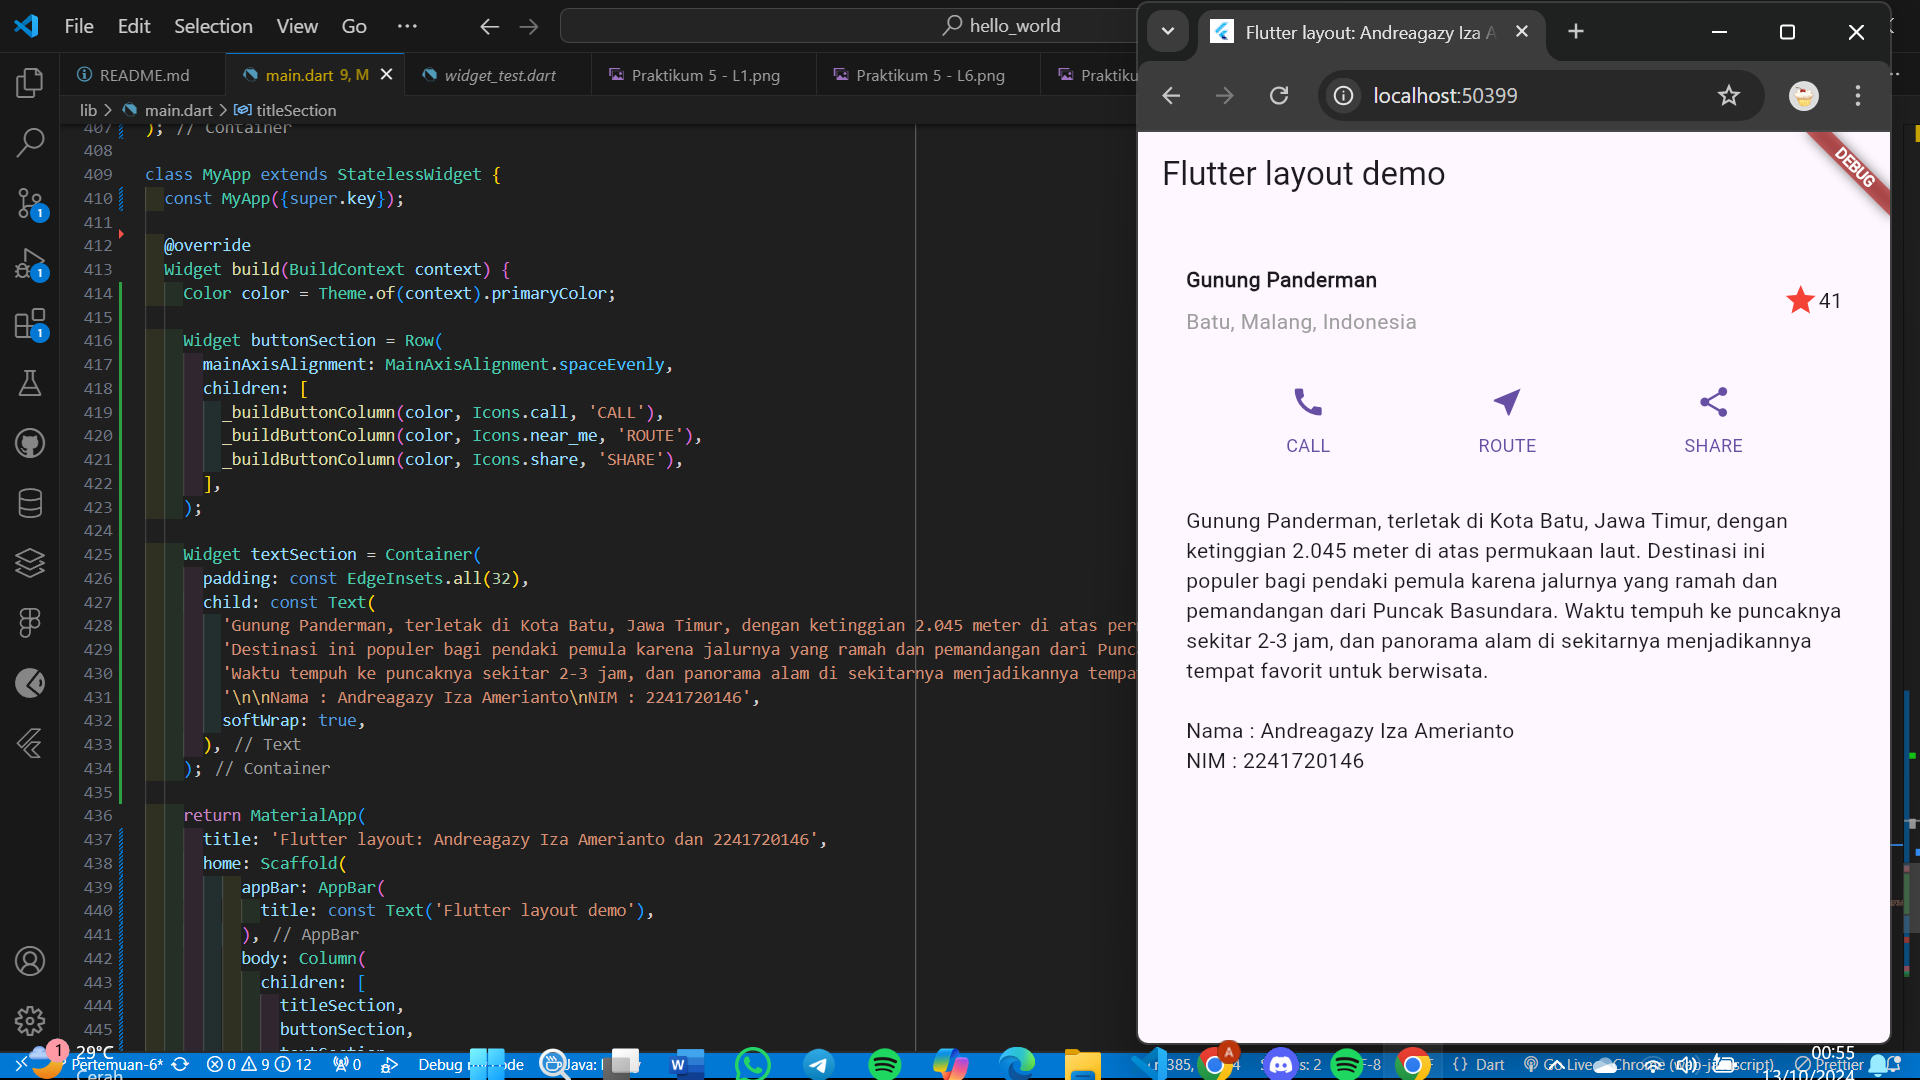 File Edit Selection View Go ··· hello_world
README.md main.dart 9, M widget_test.dart Praktikum 5 - L1.png Praktikum 5 - L6.png Praktiku
lib > main.dart > titleSection
407 ); // Container
408
409 class MyApp extends StatelessWidget {
410 const MyApp({super.key});
411
412 @override
413 Widget build(BuildContext context) {
414 Color color = Theme.of(context).primaryColor;
415
416 Widget buttonSection = Row(
417 mainAxisAlignment: MainAxisAlignment.spaceEvenly,
418 children: [
419 _buildButtonColumn(color, Icons.call, 'CALL'),
420 _buildButtonColumn(color, Icons.near_me, 'ROUTE'),
421 _buildButtonColumn(color, Icons.share, 'SHARE'),
422 ],
423 );
424
425 Widget textSection = Container(
426 padding: const EdgeInsets.all(32),
427 child: const Text(
428 'Gunung Panderman, terletak di Kota Batu, Jawa Timur, dengan ketinggian 2.045 meter di atas per
429 'Destinasi ini populer bagi pendaki pemula karena jalurnya yang ramah dan pemandangan dari Punc
430 'Waktu tempuh ke puncaknya sekitar 2-3 jam, dan panorama alam di sekitarnya menjadikannya tempa
431 '\n\nNama : Andreagazy Iza Amerianto\nNIM : 2241720146',
432 softWrap: true,
433 ), // Text
434 ); // Container
435
436 return MaterialApp(
437 title: 'Flutter layout: Andreagazy Iza Amerianto dan 2241720146',
438 home: Scaffold(
439 appBar: AppBar(
440 title: const Text('Flutter layout demo'),
441 ), // AppBar
442 body: Column(
443 children: [
444 titleSection,
445 buttonSection,
1 1 1
Flutter layout: Andreagazy Iza A
localhost:50399
Flutter layout demo
DEBUG
Gunung Panderman
Batu, Malang, Indonesia
41
CALL ROUTE SHARE
Gunung Panderman, terletak di Kota Batu, Jawa Timur, dengan
ketinggian 2.045 meter di atas permukaan laut. Destinasi ini
populer bagi pendaki pemula karena jalurnya yang ramah dan
pemandangan dari Puncak Basundara. Waktu tempuh ke puncaknya
sekitar 2-3 jam, dan panorama alam di sekitarnya menjadikannya
tempat favorit untuk berwisata.
Nama : Andreagazy Iza Amerianto
NIM : 2241720146
1 29°C Pertemuan-6* 0 9 12 0 Debug Java: Dart Go Live Chrome (web-javascript) Prettier 00:55
Cerah 13/10/2024